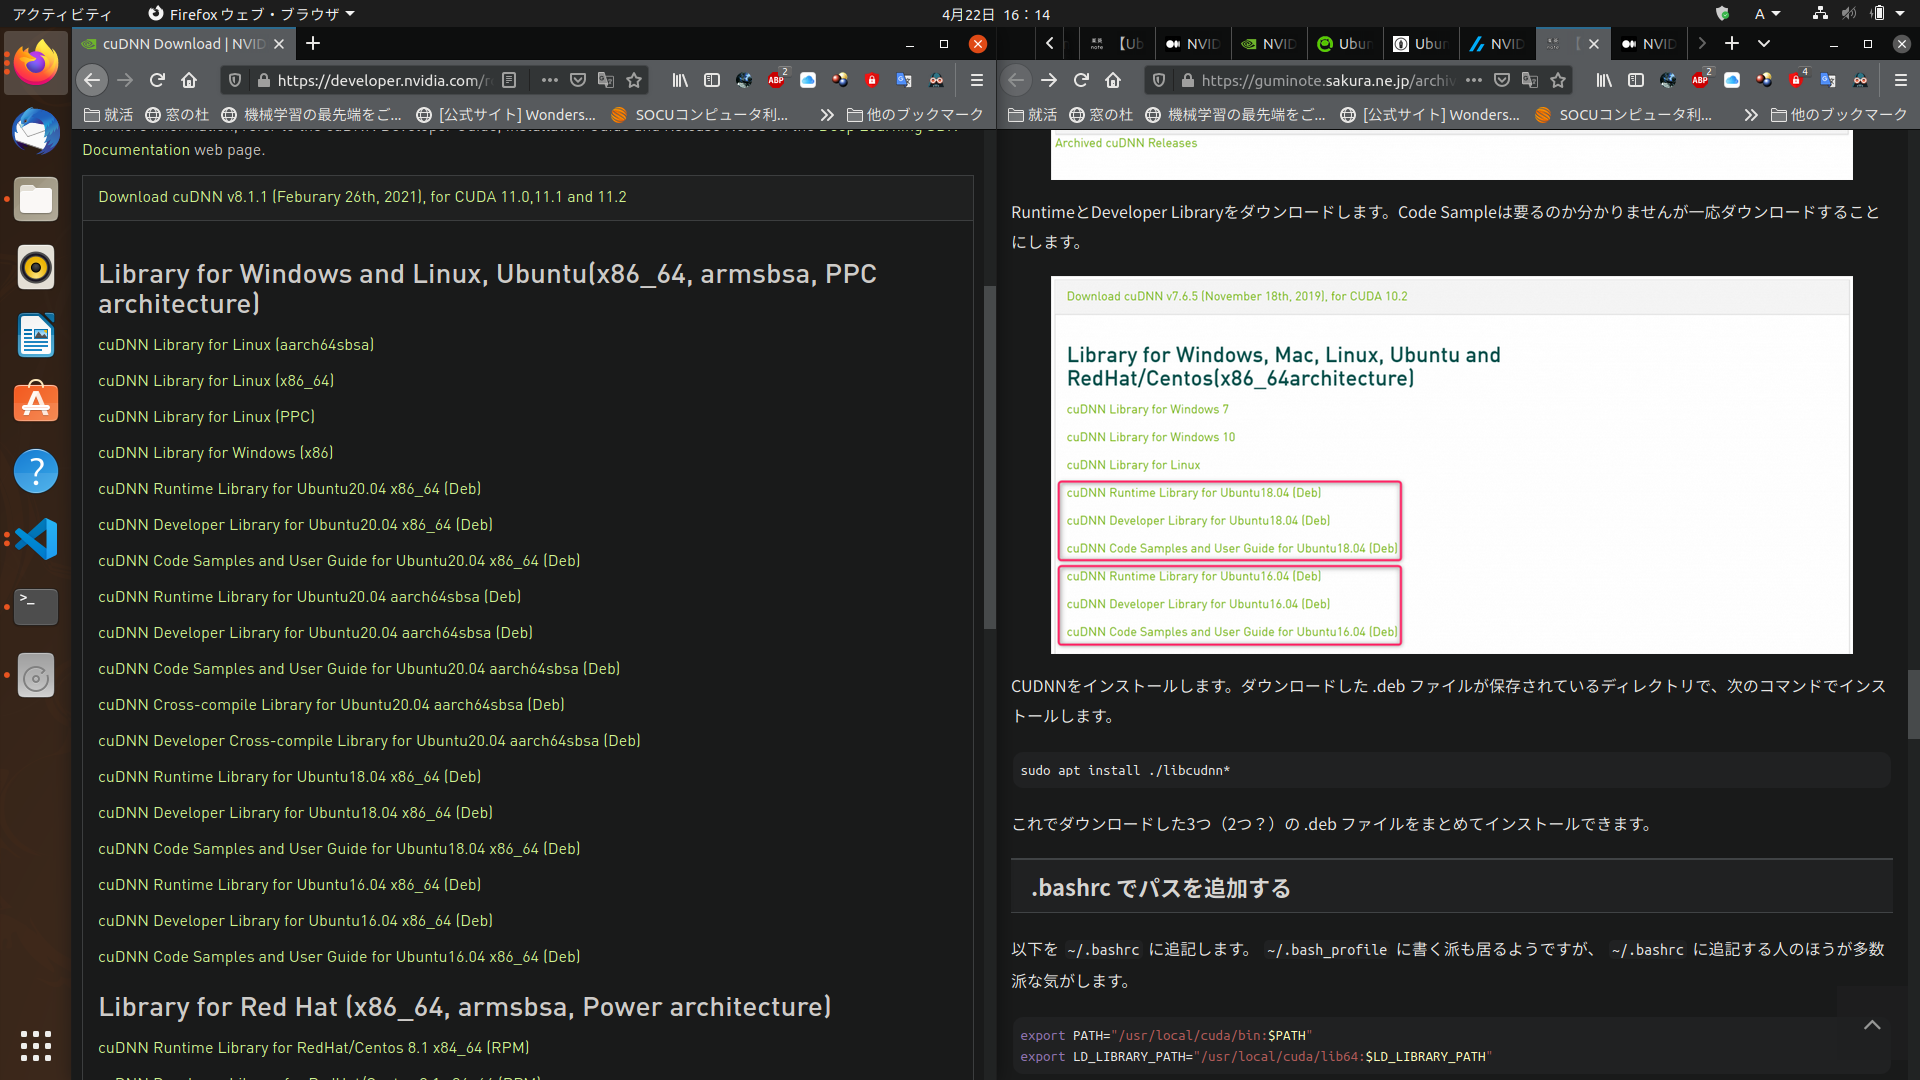 アクティビティ
Firefox ウェブ・ブラウザ
4月22日 16：14
A
cuDNN Download | NVID
https://developer.nvidia.com/r
2
就活
窓の杜
機械学習の最先端をご...
[公式サイト] Wonders...
SOCUコンピュータ利...
他のブックマーク
Documentation web page.
Download cuDNN v8.1.1 (Feburary 26th, 2021), for CUDA 11.0,11.1 and 11.2
Library for Windows and Linux, Ubuntu(x86_64, armsbsa, PPC
architecture)
cuDNN Library for Linux (aarch64sbsa)
cuDNN Library for Linux (x86_64)
cuDNN Library for Linux (PPC)
cuDNN Library for Windows (x86)
cuDNN Runtime Library for Ubuntu20.04 x86_64 (Deb)
cuDNN Developer Library for Ubuntu20.04 x86_64 (Deb)
cuDNN Code Samples and User Guide for Ubuntu20.04 x86_64 (Deb)
cuDNN Runtime Library for Ubuntu20.04 aarch64sbsa (Deb)
cuDNN Developer Library for Ubuntu20.04 aarch64sbsa (Deb)
cuDNN Code Samples and User Guide for Ubuntu20.04 aarch64sbsa (Deb)
cuDNN Cross-compile Library for Ubuntu20.04 aarch64sbsa (Deb)
cuDNN Developer Cross-compile Library for Ubuntu20.04 aarch64sbsa (Deb)
cuDNN Runtime Library for Ubuntu18.04 x86_64 (Deb)
cuDNN Developer Library for Ubuntu18.04 x86_64 (Deb)
cuDNN Code Samples and User Guide for Ubuntu18.04 x86_64 (Deb)
cuDNN Runtime Library for Ubuntu16.04 x86_64 (Deb)
cuDNN Developer Library for Ubuntu16.04 x86_64 (Deb)
cuDNN Code Samples and User Guide for Ubuntu16.04 x86_64 (Deb)
Library for Red Hat (x86_64, armsbsa, Power architecture)
cuDNN Runtime Library for RedHat/Centos 8.1 x84_64 (RPM)
【Ub
NVID
NVID
Ubun
Ubun
NVID
NVID
https://guminote.sakura.ne.jp/archiv
2
4
就活
窓の杜
機械学習の最先端をご...
[公式サイト] Wonders...
SOCUコンピュータ利...
他のブックマーク
Archived cuDNN Releases
RuntimeとDeveloper Libraryをダウンロードします。Code Sampleは要るのか分かりませんが一応ダウンロードすること
にします。
Download cuDNN v7.6.5 (November 18th, 2019), for CUDA 10.2
Library for Windows, Mac, Linux, Ubuntu and
RedHat/Centos(x86_64architecture)
cuDNN Library for Windows 7
cuDNN Library for Windows 10
cuDNN Library for Linux
cuDNN Runtime Library for Ubuntu18.04 (Deb)
cuDNN Developer Library for Ubuntu18.04 (Deb)
cuDNN Code Samples and User Guide for Ubuntu18.04 (Deb)
cuDNN Runtime Library for Ubuntu16.04 (Deb)
cuDNN Developer Library for Ubuntu16.04 (Deb)
cuDNN Code Samples and User Guide for Ubuntu16.04 (Deb)
CUDNNをインストールします。ダウンロードした .deb ファイルが保存されているディレクトリで、次のコマンドでインス
トールします。
sudo apt install ./libcudnn*
これでダウンロードした3つ（2つ？）の .deb ファイルをまとめてインストールできます。
.bashrc でパスを追加する
以下を ~/.bashrc に追記します。 ~/.bash_profile に書く派も居るようですが、 ~/.bashrc に追記する人のほうが多数
派な気がします。
export PATH="/usr/local/cuda/bin:$PATH"
export LD_LIBRARY_PATH="/usr/local/cuda/lib64:$LD_LIBRARY_PATH"